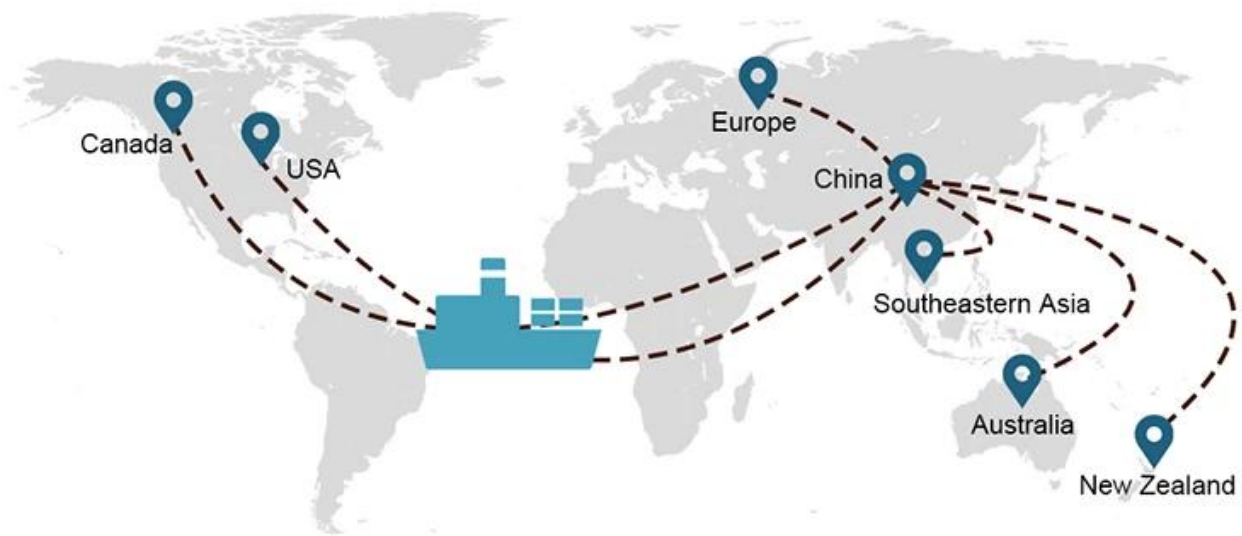 Canada
USA
Europe
China
Southeastern Asia
Australia
New Zealand